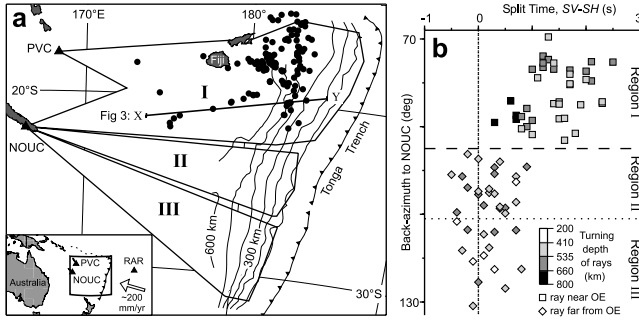 a
170°E
180°
PVC
Fiji
20°S
I
Fig 3: X
Y
NOUC
II
III
600 km
300 km
Tonga Trench
30°S
PVC
NOUC
RAR
Australia
~200
mm/yr
Split Time, SV-SH (s)
-1
0
3
b
70
Back-azimuth to NOUC (deg)
130
Region I
Region II
Region III
200
410
535
660
800
Turning
depth
of rays
(km)
ray near OE
ray far from OE